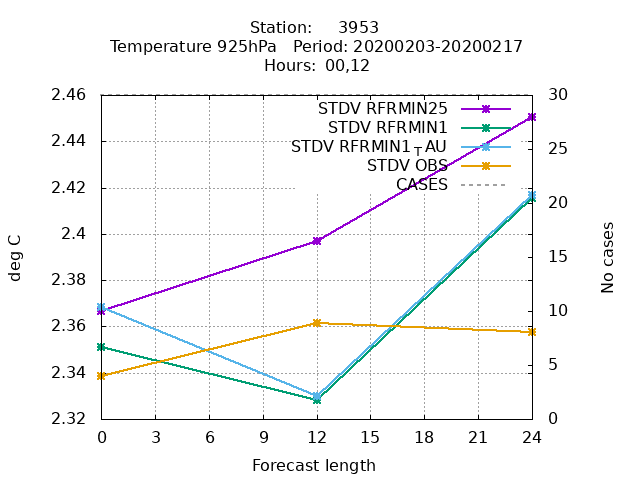 Station: 3953
Temperature 925hPa Period: 20200203-20200217
Hours: 00,12
2.46
2.44
2.42
2.4
2.38
2.36
2.34
2.32
deg C
STDV RFRMIN25
STDV RFRMIN1
STDV RFRMIN1TAU
STDV OBS
CASES
30
25
20
15
10
5
0
No cases
0 3 6 9 12 15 18 21 24
Forecast length